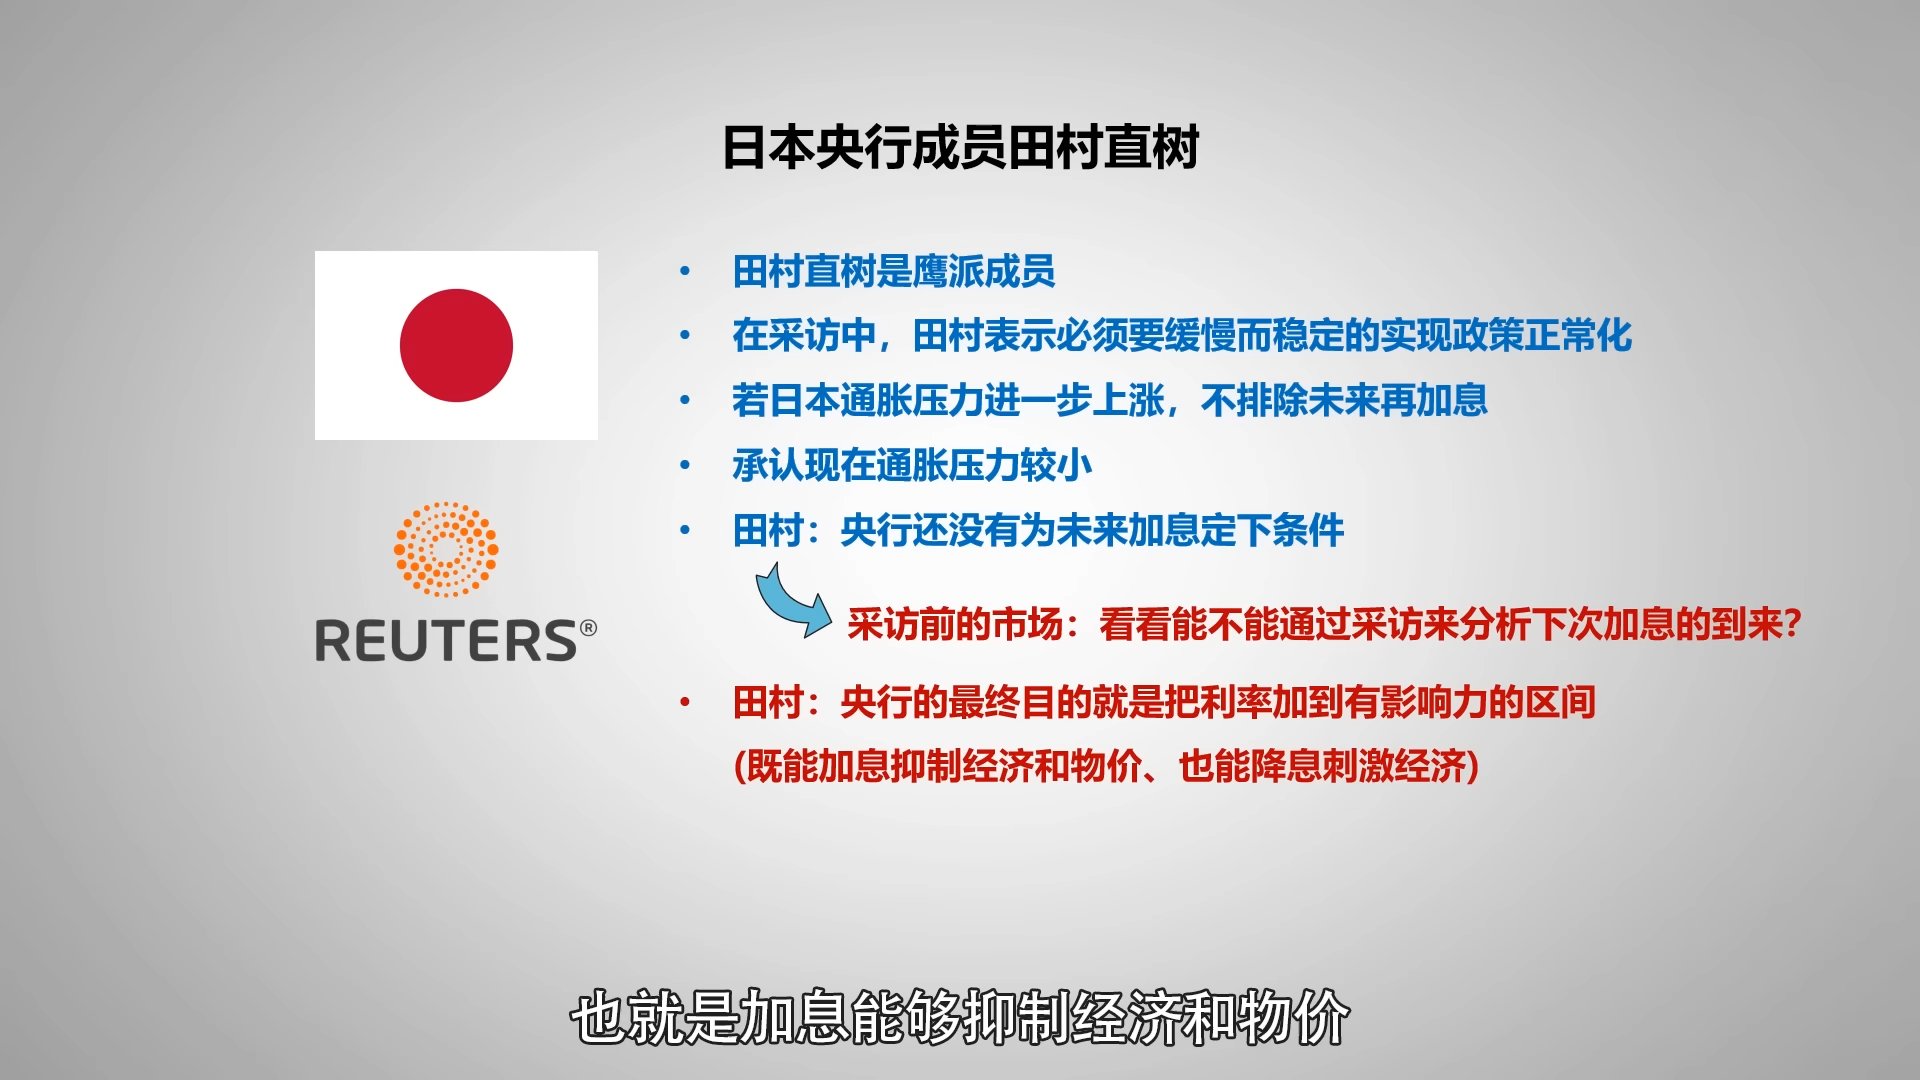 日本央行成员田村直树
• 田村直树是鹰派成员
• 在采访中，田村表示必须要缓慢而稳定的实现政策正常化
• 若日本通胀压力进一步上涨，不排除未来再加息
• 承认现在通胀压力较小
• 田村：央行还没有为未来加息定下条件
采访前的市场：看看能不能通过采访来分析下次加息的到来?
• 田村：央行的最终目的就是把利率加到有影响力的区间
(既能加息抑制经济和物价、也能降息刺激经济)
REUTERS®
也就是加息能够抑制经济和物价